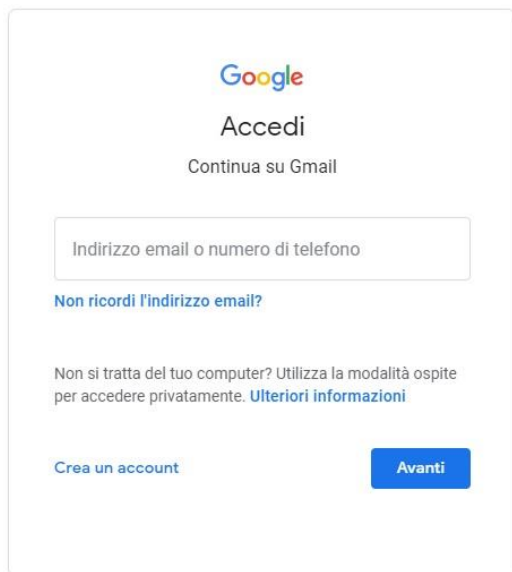 Google
Accedi
Continua su Gmail
Indirizzo email o numero di telefono
Non ricordi l'indirizzo email?
Non si tratta del tuo computer? Utilizza la modalità ospite
per accedere privatamente. Ulteriori informazioni
Crea un account
Avanti